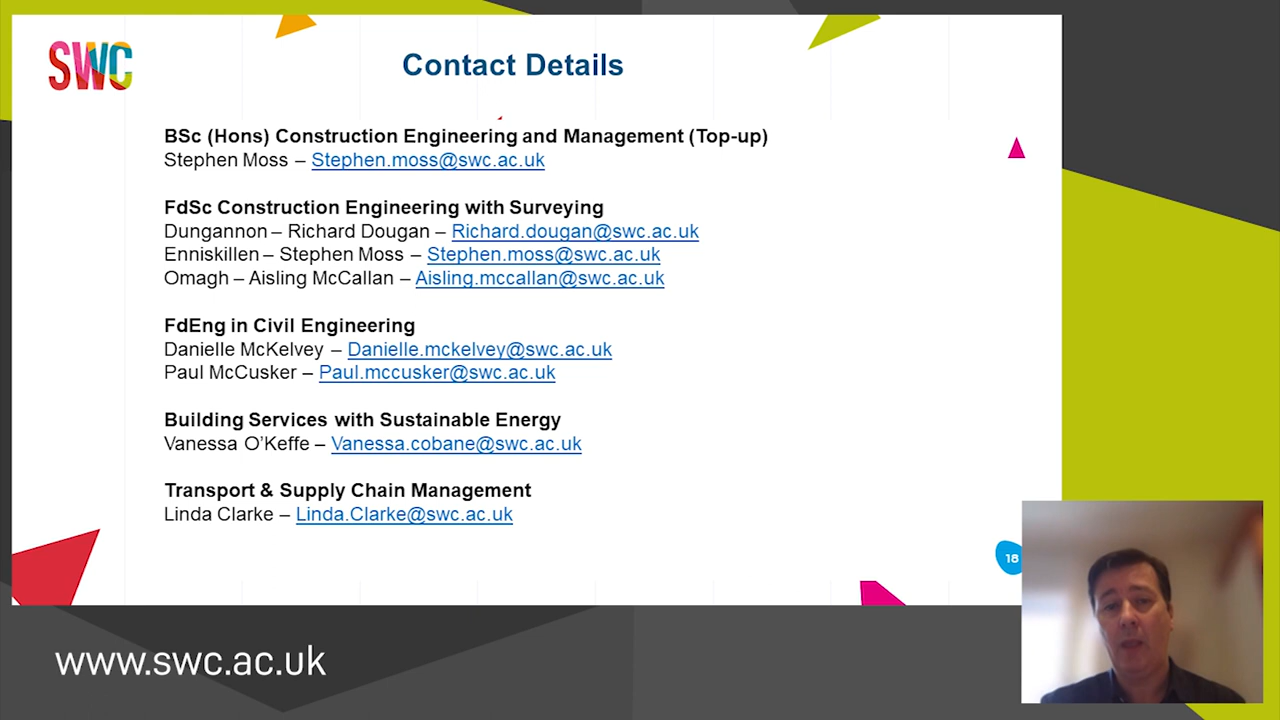 SWC
Contact Details
BSc (Hons) Construction Engineering and Management (Top-up)
Stephen Moss – Stephen.moss@swc.ac.uk
FdSc Construction Engineering with Surveying
Dungannon – Richard Dougan – Richard.dougan@swc.ac.uk
Enniskillen – Stephen Moss – Stephen.moss@swc.ac.uk
Omagh – Aisling McCallan – Aisling.mccallan@swc.ac.uk
FdEng in Civil Engineering
Danielle McKelvey – Danielle.mckelvey@swc.ac.uk
Paul McCusker – Paul.mccusker@swc.ac.uk
Building Services with Sustainable Energy
Vanessa O’Keffe – Vanessa.cobane@swc.ac.uk
Transport & Supply Chain Management
Linda Clarke – Linda.Clarke@swc.ac.uk
18
www.swc.ac.uk